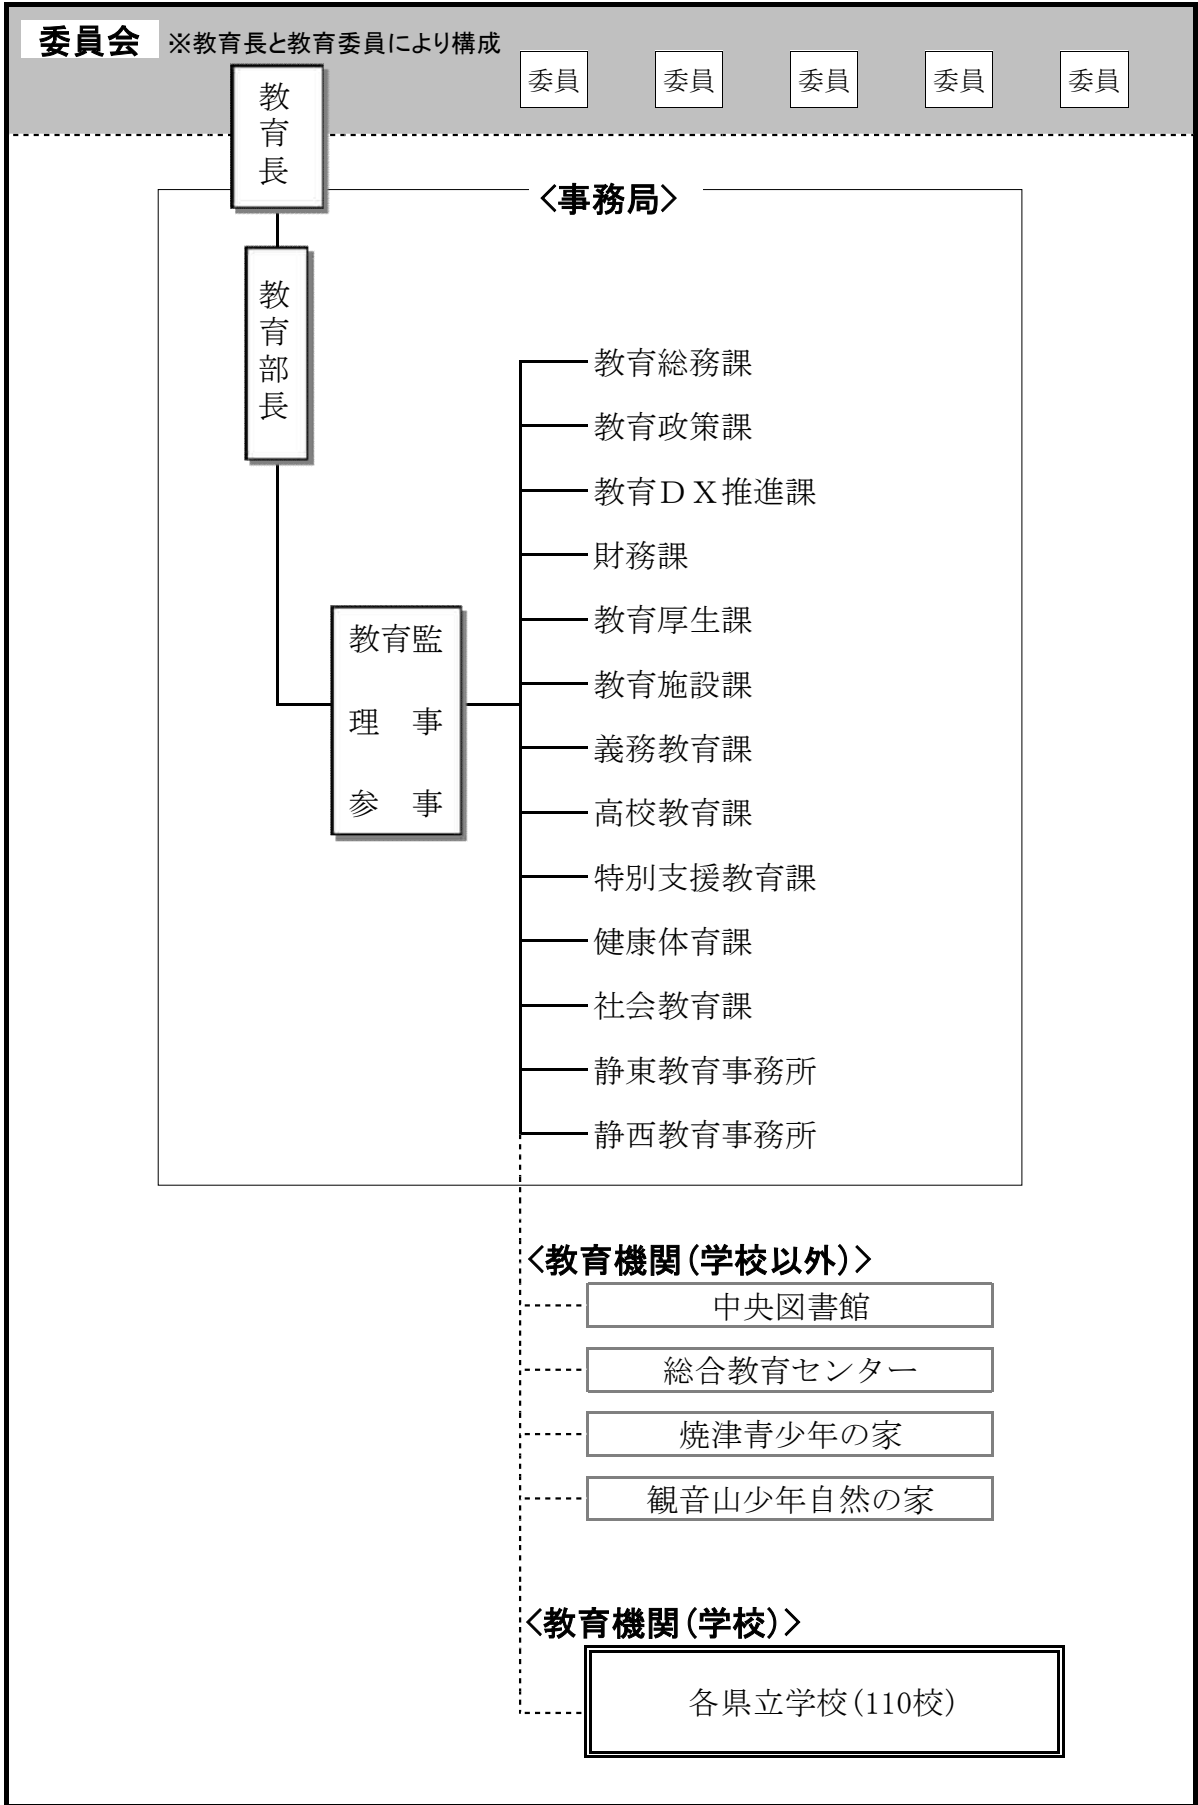 委員会 ※教育長と教育委員により構成
委員 委員 委員 委員 委員
教育長
<事務局>
教育部長
教育総務課
教育政策課
教育DX推進課
財務課
教育厚生課
教育監
理 事
参 事
教育施設課
義務教育課
高校教育課
特別支援教育課
健康体育課
社会教育課
静東教育事務所
静西教育事務所
<教育機関(学校以外)>
中央図書館
総合教育センター
焼津青少年の家
観音山少年自然の家
<教育機関(学校)>
各県立学校(110校)